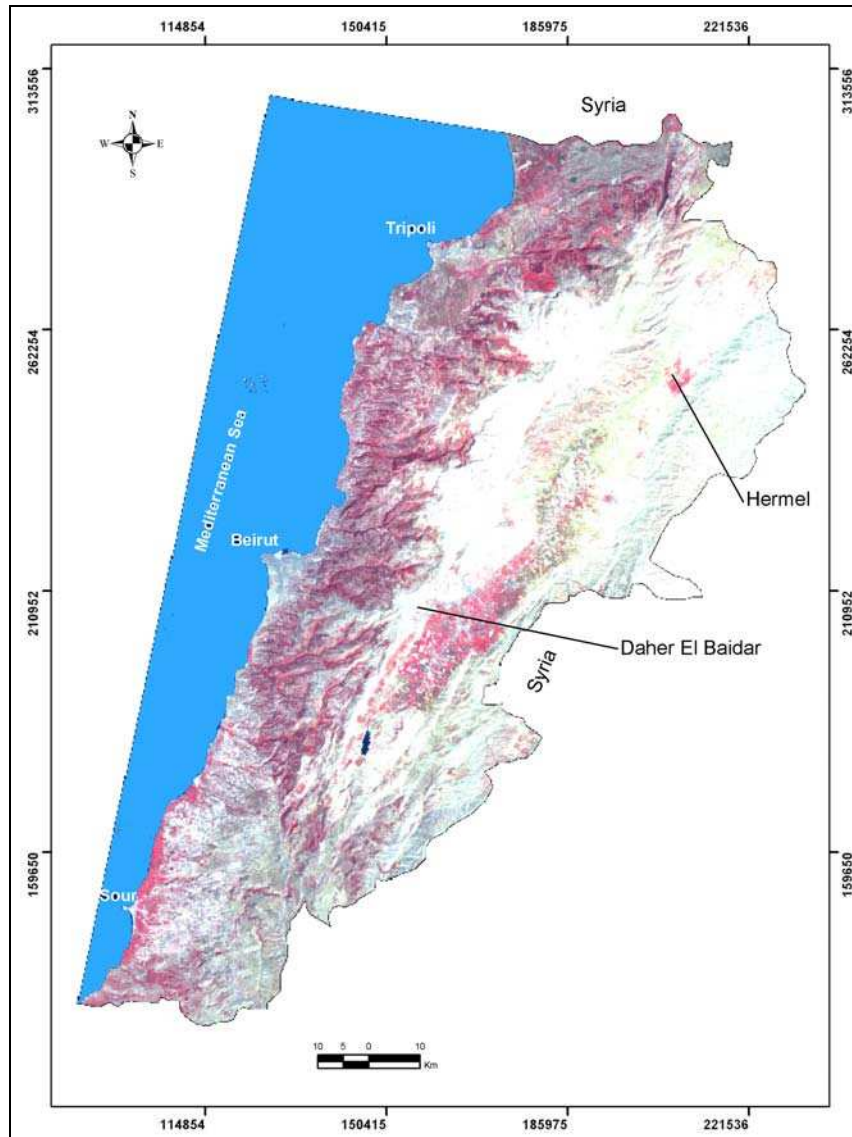 114854 150415 185975 221536
313556 313556
Syria
N
W E
S
Tripoli
262254 262254
Mediterranean Sea
Hermel
Beirut
210952 210952
Daher El Baidar
Syria
159650 159650
Sour
10 5 0 10
Km
114854 150415 185975 221536